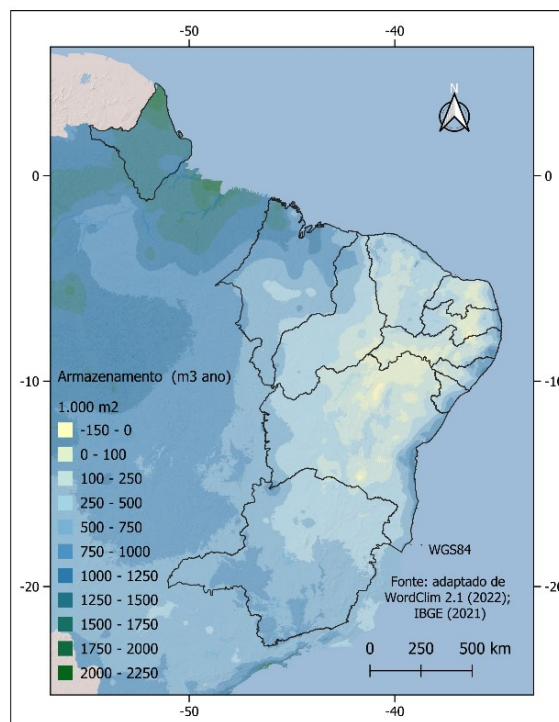 -50
-40
N
0
0
-10
-10
-20
-20
Armazenamento (m3 ano)
1.000 m2
-150 - 0
0 - 100
100 - 250
250 - 500
500 - 750
750 - 1000
1000 - 1250
1250 - 1500
1500 - 1750
1750 - 2000
2000 - 2250
WGS84
Fonte: adaptado de
WordClim 2.1 (2022);
IBGE (2021)
0 250 500 km
-50
-40